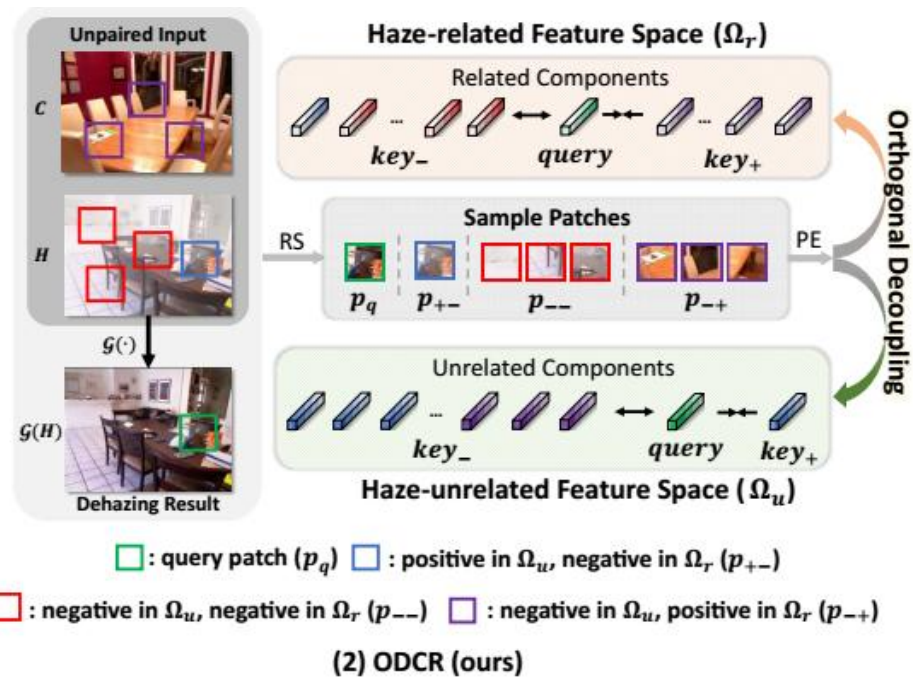 Unpaired Input
C
H
𝒢(·)
𝒢(H)
Dehazing Result
Haze-related Feature Space (Ωᵣ)
Related Components
...
...
key₋
query
key₊
RS
Sample Patches
p_q
p₊₋
p₋₋
p₋₊
PE
Orthogonal Decoupling
Unrelated Components
...
key₋
query
key₊
Haze-unrelated Feature Space (Ωᵤ)
: query patch (p_q)
: positive in Ωᵤ, negative in Ωᵣ (p₊₋)
: negative in Ωᵤ, negative in Ωᵣ (p₋₋)
: negative in Ωᵤ, positive in Ωᵣ (p₋₊)
(2) ODCR (ours)